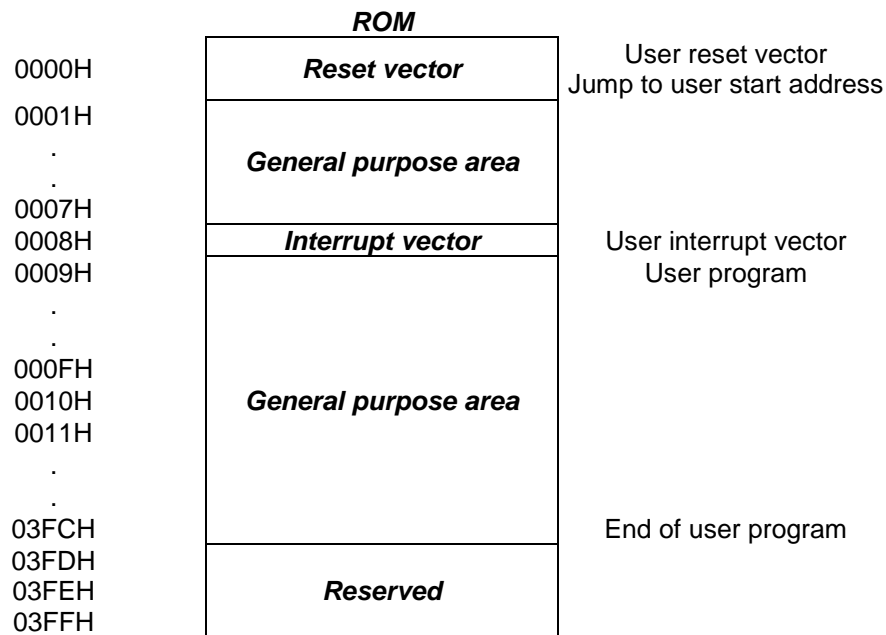 ROM
0000H Reset vector User reset vector
Jump to user start address
0001H
.
General purpose area
.
0007H
0008H Interrupt vector User interrupt vector
0009H User program
.
.
000FH
0010H General purpose area
0011H
.
.
03FCH End of user program
03FDH
03FEH Reserved
03FFH